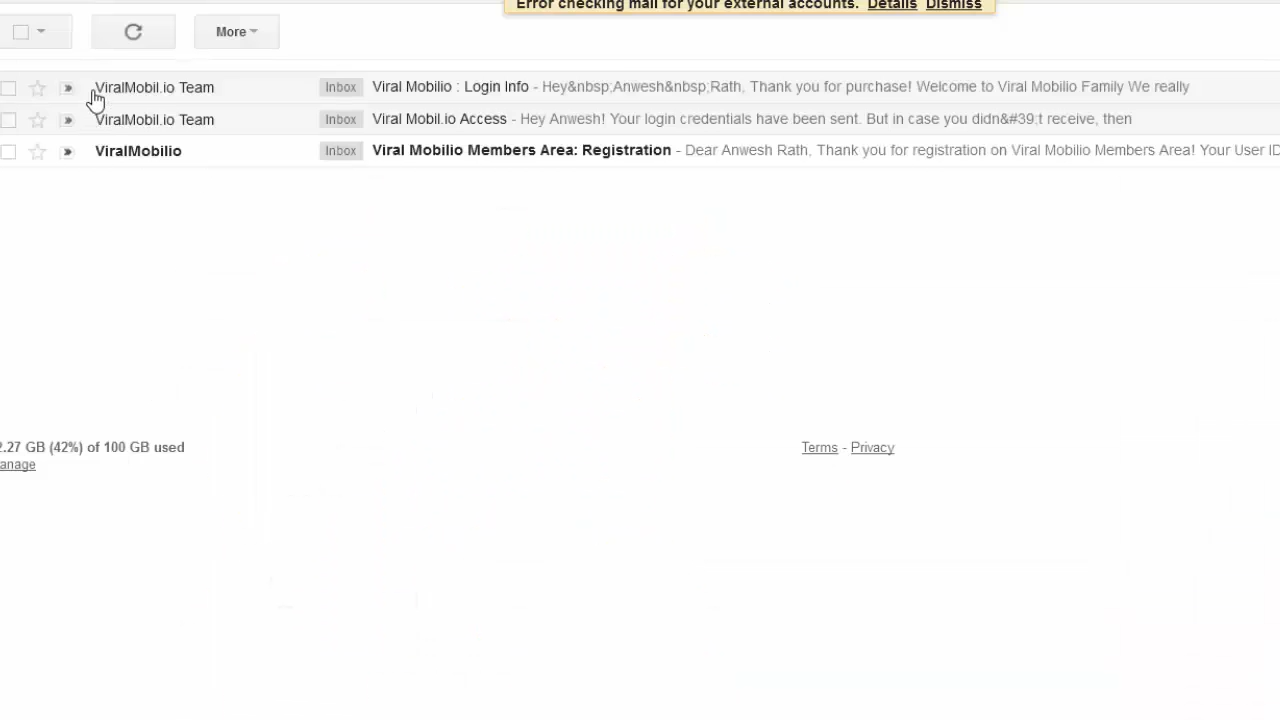 Error checking mail for your external accounts. Details Dismiss
More
ViralMobil.io Team Inbox Viral Mobilio : Login Info - Hey&nbsp;Anwesh&nbsp;Rath, Thank you for purchase! Welcome to Viral Mobilio Family We really
ViralMobil.io Team Inbox Viral Mobil.io Access - Hey Anwesh! Your login credentials have been sent. But in case you didn&#39;t receive, then
ViralMobilio Inbox Viral Mobilio Members Area: Registration - Dear Anwesh Rath, Thank you for registration on Viral Mobilio Members Area! Your User ID
2.27 GB (42%) of 100 GB used
anage
Terms - Privacy